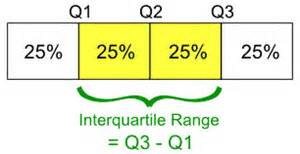 Q1 Q2 Q3
25% 25% 25% 25%
Interquartile Range
= Q3 - Q1